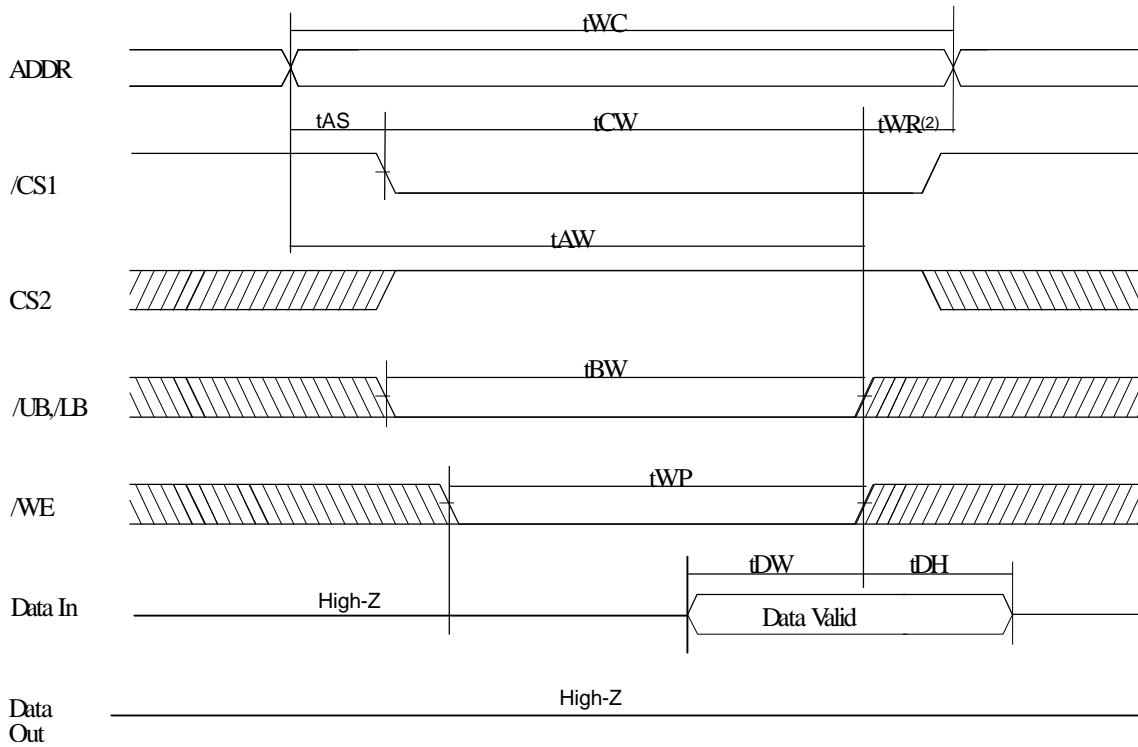 tWC
ADDR
tAS
tCW
tWR(2)
/CS1
tAW
CS2
tBW
/UB,/LB
tWP
/WE
tDW
tDH
Data In
High-Z
Data Valid
High-Z
Data
Out